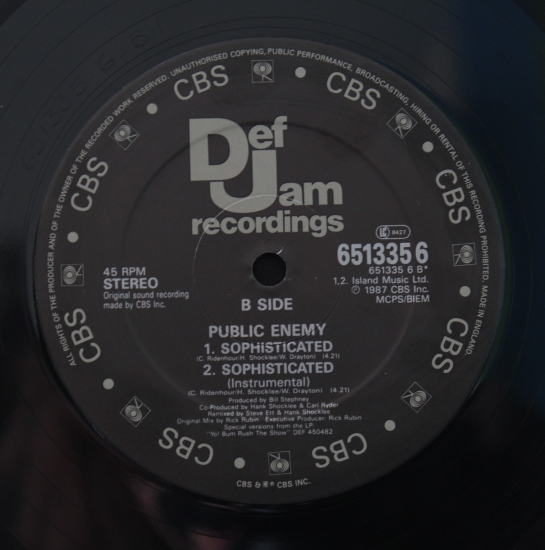 ALL RIGHTS OF THE PRODUCER AND OF THE OWNER OF THE RECORDED WORK RESERVED. UNAUTHORISED COPYING, PUBLIC PERFORMANCE, BROADCASTING, HIRING OR RENTAL OF THIS RECORDING PROHIBITED. MADE IN ENGLAND.
CBS CBS CBS CBS CBS CBS CBS CBS CBS
Def
Jam
recordings
LC 8427
651335 6
651335 6 B*
1,2. Island Music Ltd.
℗ 1987 CBS Inc.
MCPS/BIEM
45 RPM
STEREO
Original sound recording
made by CBS Inc.
B SIDE
PUBLIC ENEMY
1. SOPHISTICATED
(C. Ridenhour/H. Shocklee/W. Drayton) (4.21)
2. SOPHISTICATED
(Instrumental)
(C. Ridenhour/H. Shocklee/W. Drayton) (4.21)
Produced by Bill Stephney
Co-Produced by Hank Shocklee & Carl Ryder
Remixed by Steve Ett & Hank Shocklee
Original Mix by Rick Rubin Executive Producer: Rick Rubin
Special versions from the LP:
"Yo! Bum Rush The Show" DEF 450482
CBS & ® CBS INC.